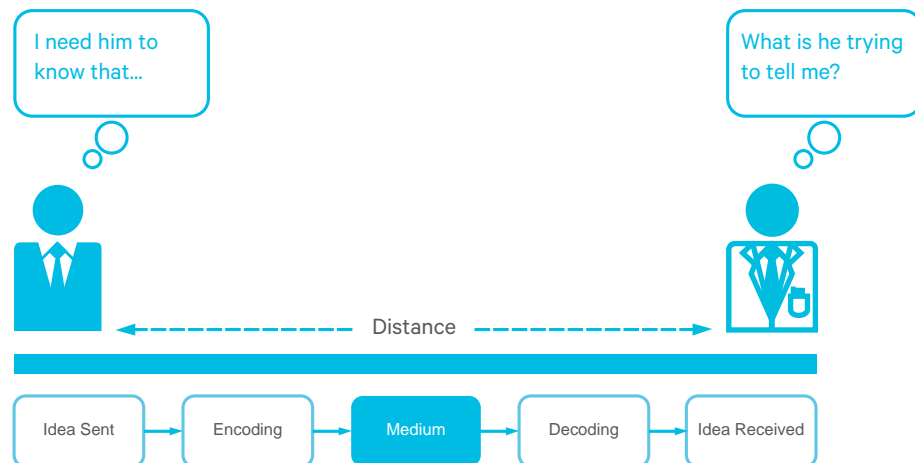 I need him to
know that...
What is he trying
to tell me?
Distance
Idea Sent
Encoding
Medium
Decoding
Idea Received